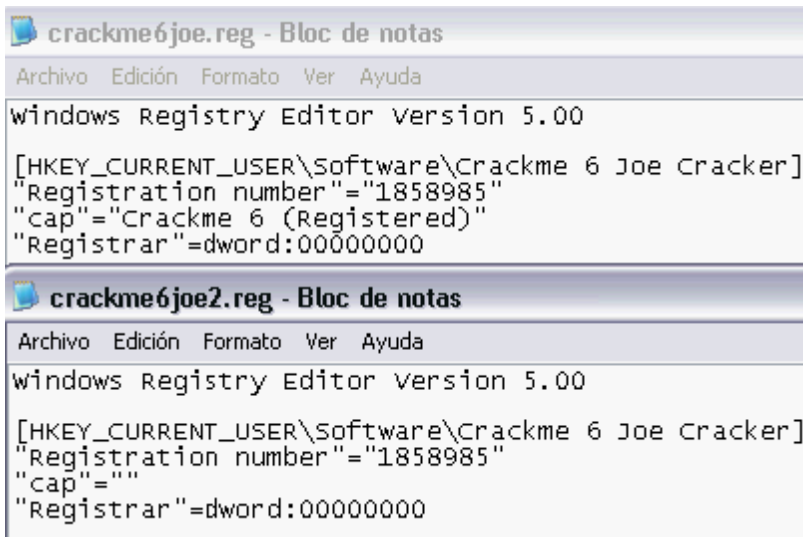 crackme6joe.reg - Bloc de notas
Archivo Edición Formato Ver Ayuda
Windows Registry Editor Version 5.00
[HKEY_CURRENT_USER\Software\Crackme 6 Joe Cracker]
"Registration number"="1858985"
"cap"="Crackme 6 (Registered)"
"Registrar"=dword:00000000
crackme6joe2.reg - Bloc de notas
Archivo Edición Formato Ver Ayuda
Windows Registry Editor Version 5.00
[HKEY_CURRENT_USER\Software\Crackme 6 Joe Cracker]
"Registration number"="1858985"
"cap"=""
"Registrar"=dword:00000000